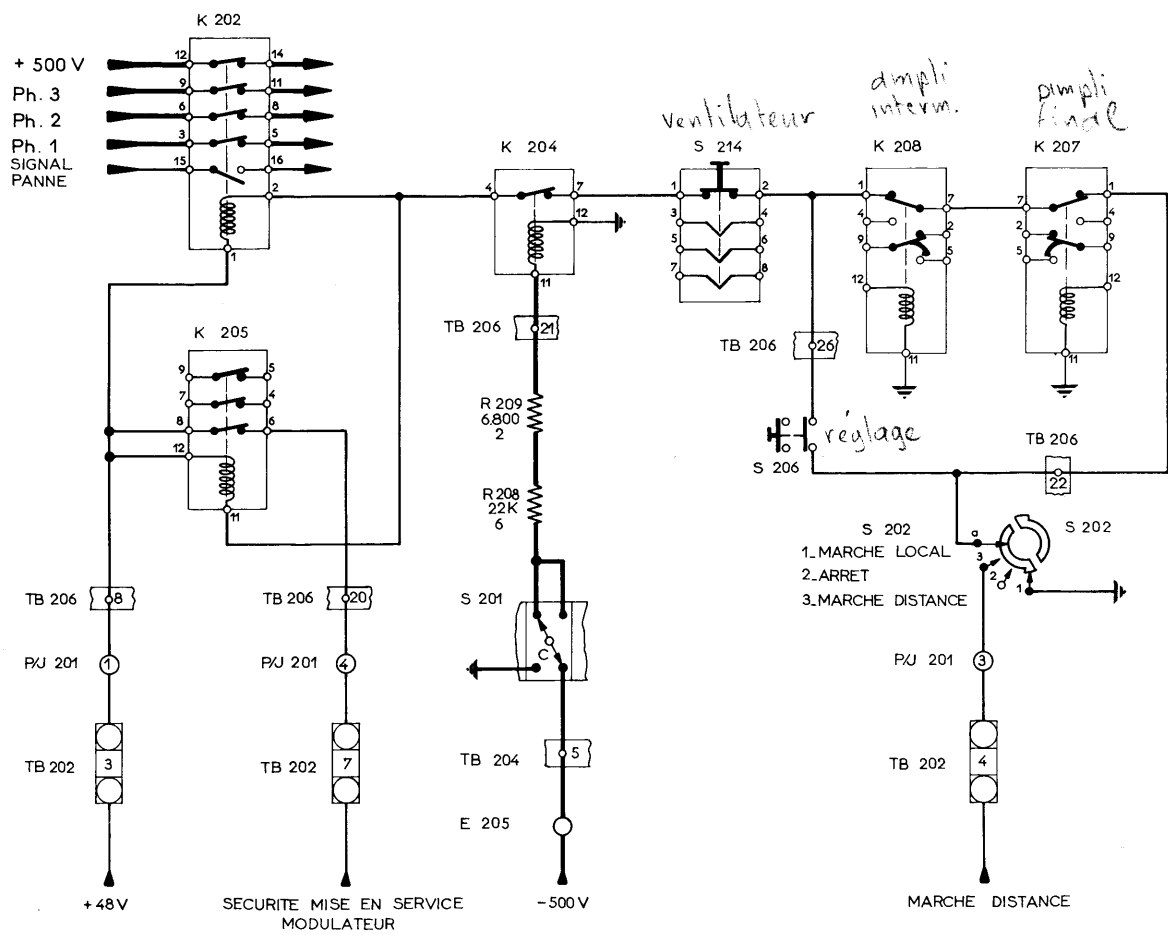 K 202
+ 500 V
12
14
Ph. 3
9
11
Ph. 2
6
8
Ph. 1
3
5
SIGNAL
PANNE
15
16
2
1
K 204
4
7
12
11
ventilateur
S 214
1
2
3
4
5
6
7
8
ampli
interm.
K 208
1
7
4
2
9
5
12
11
ampli
final
K 207
7
1
2
4
5
9
12
11
K 205
9
5
7
4
8
6
12
11
TB 206
21
R 209
6.800
2
R 208
22K
6
TB 206
26
réglage
S 206
TB 206
22
S 202
1_MARCHE LOCAL
2_ARRET
3_MARCHE DISTANCE
S 202
a
3
2
1
TB 206
8
TB 206
20
S 201
C
P/J 201
1
P/J 201
4
P/J 201
3
TB 202
3
TB 202
7
TB 204
5
TB 202
4
E 205
+48V
SECURITE MISE EN SERVICE
MODULATEUR
-500 V
MARCHE DISTANCE